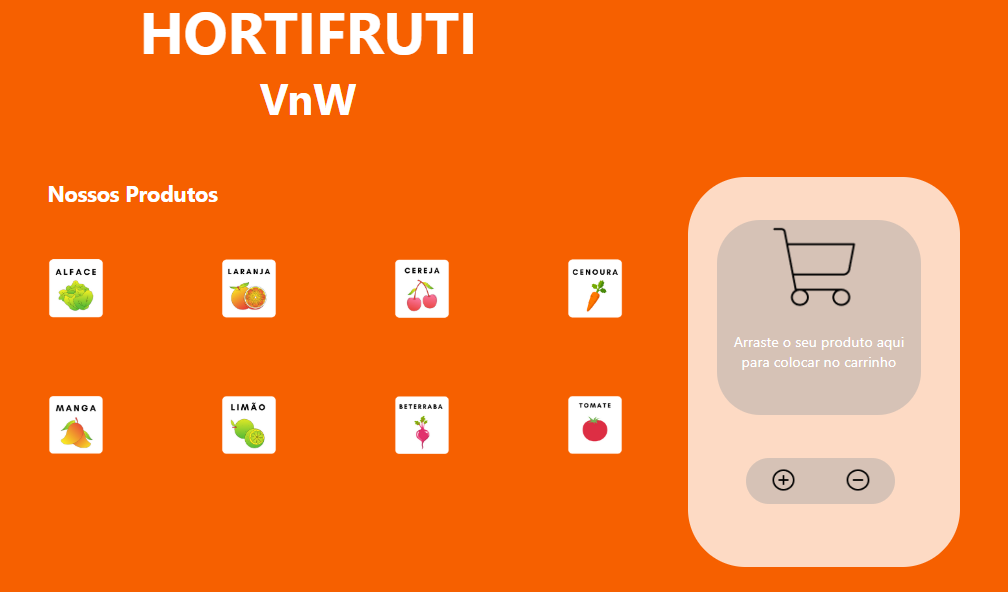 HORTIFRUTI
VnW
Nossos Produtos
ALFACE
LARANJA
CEREJA
CENOURA
MANGA
LIMÃO
BETERRABA
TOMATE
Arraste o seu produto aqui
para colocar no carrinho